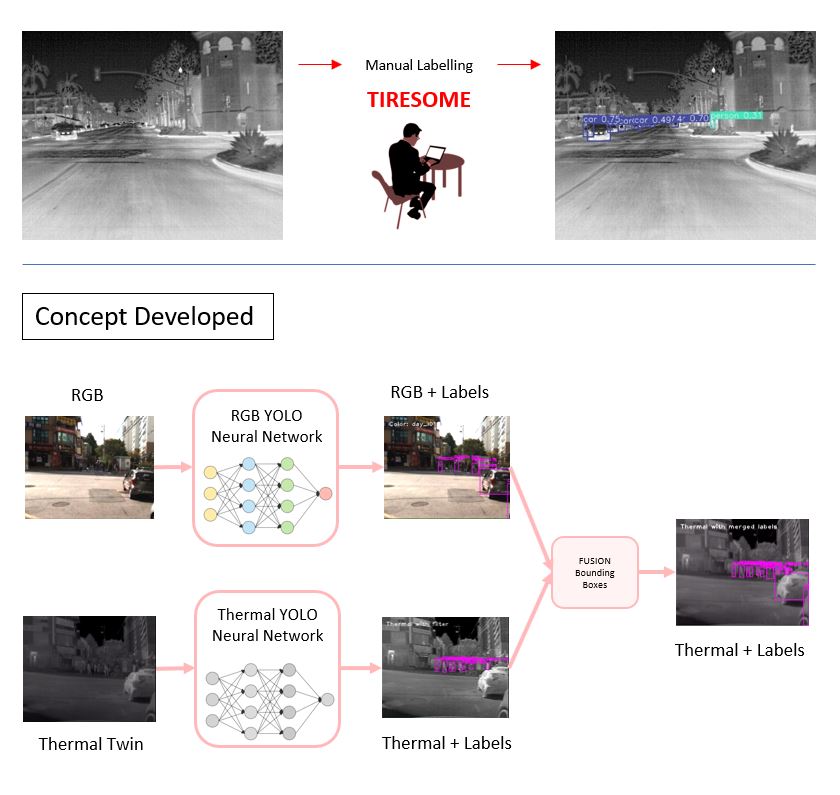 Manual Labelling
TIRESOME
car 0.75
car 0.49
0.70
person 0.31
Concept Developed
RGB
RGB YOLO
Neural Network
RGB + Labels
Color: day_
FUSION
Bounding
Boxes
Thermal with merged labels
Thermal + Labels
Thermal YOLO
Neural Network
Thermal with filter
Thermal Twin
Thermal + Labels